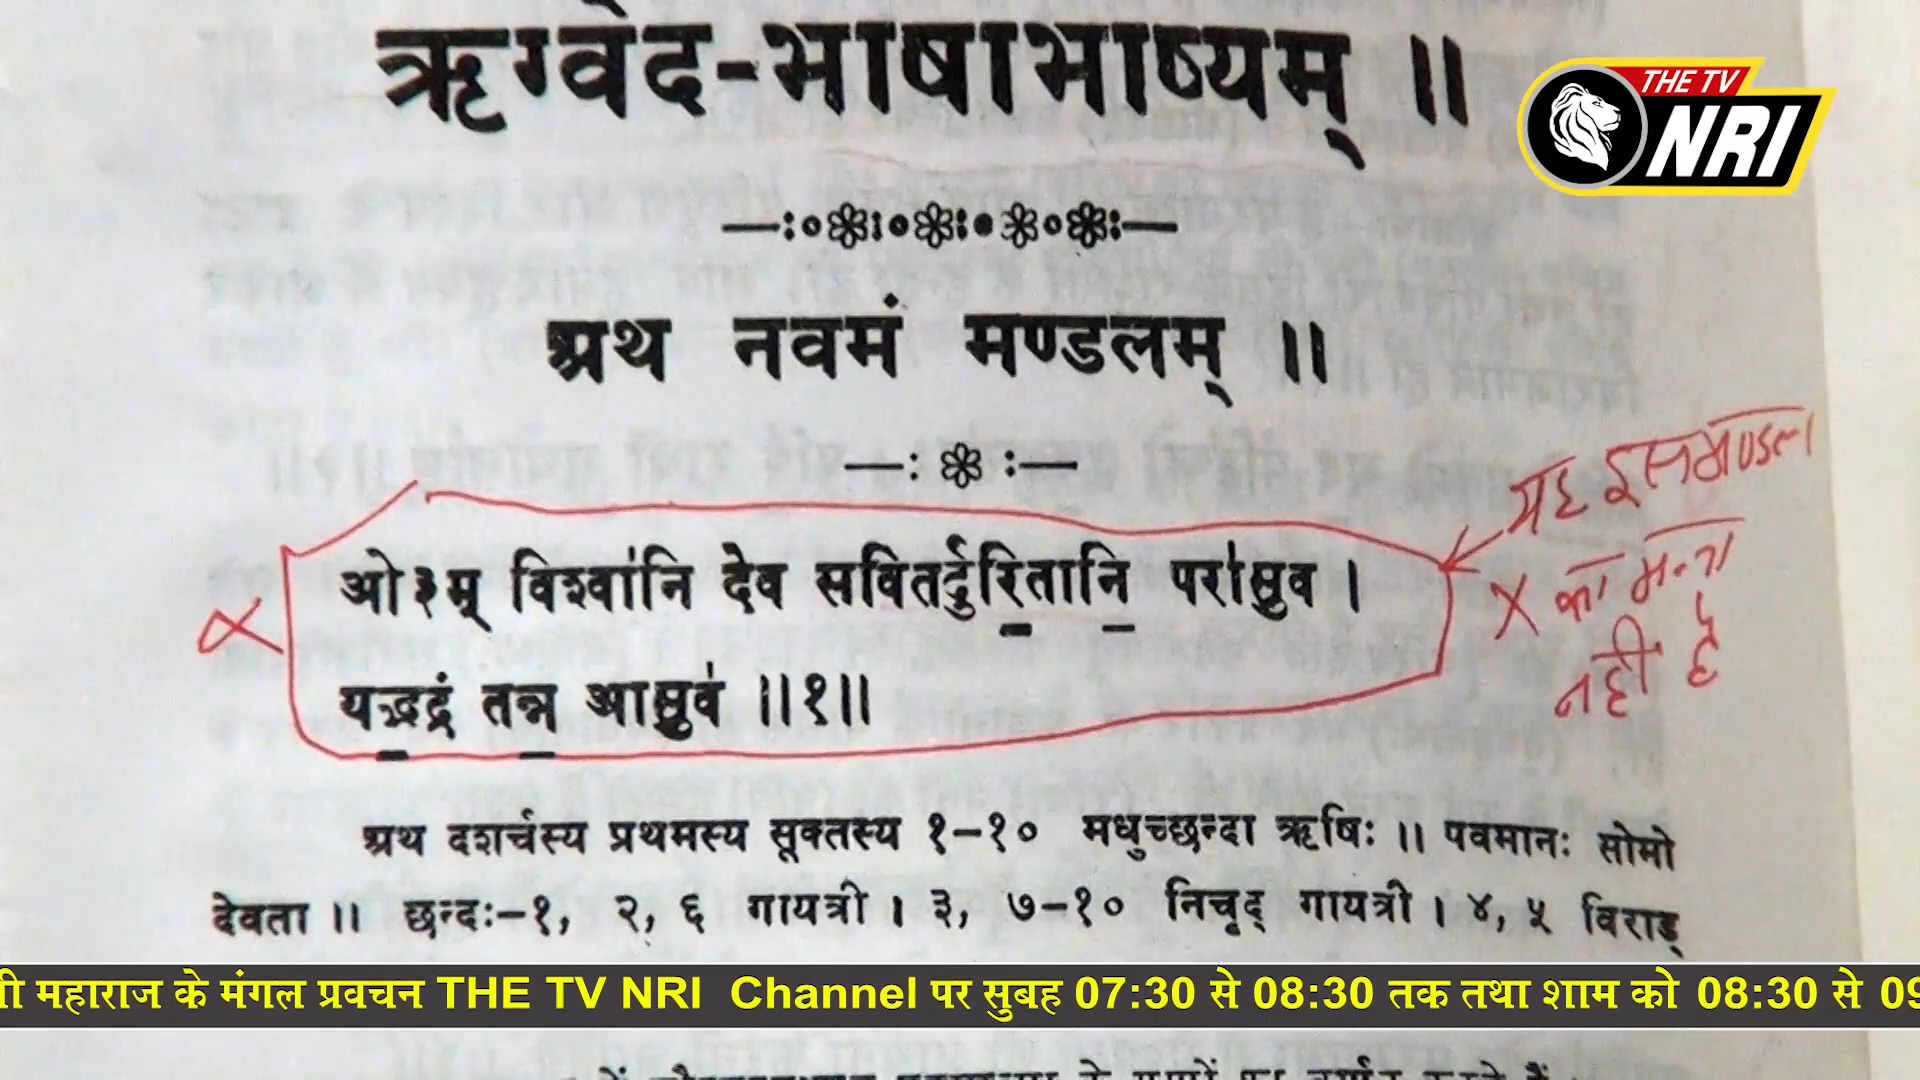 ऋग्वेद-भाषाभाष्यम् ॥
THE TV
NRI
अथ नवमं मण्डलम् ॥
यह इस मण्डल
का मन्त्र
नहीं है
ओ३म् विश्वा॑नि देव सवितर्दुरि॒तानि॒ परा॑सुव ।
यद्भ॒द्रं तन्न॒ आसु॑व ॥१॥
अथ दशर्चस्य प्रथमस्य सूक्तस्य १-१० मधुच्छन्दा ऋषिः ॥ पवमानः सोमो
देवता ॥ छन्दः-१, २, ६ गायत्री । ३, ७-१० निचृद् गायत्री । ४, ५ विराड्
महाराज के मंगल प्रवचन THE TV NRI Channel पर सुबह 07:30 से 08:30 तक तथा शाम को 08:30 से 09